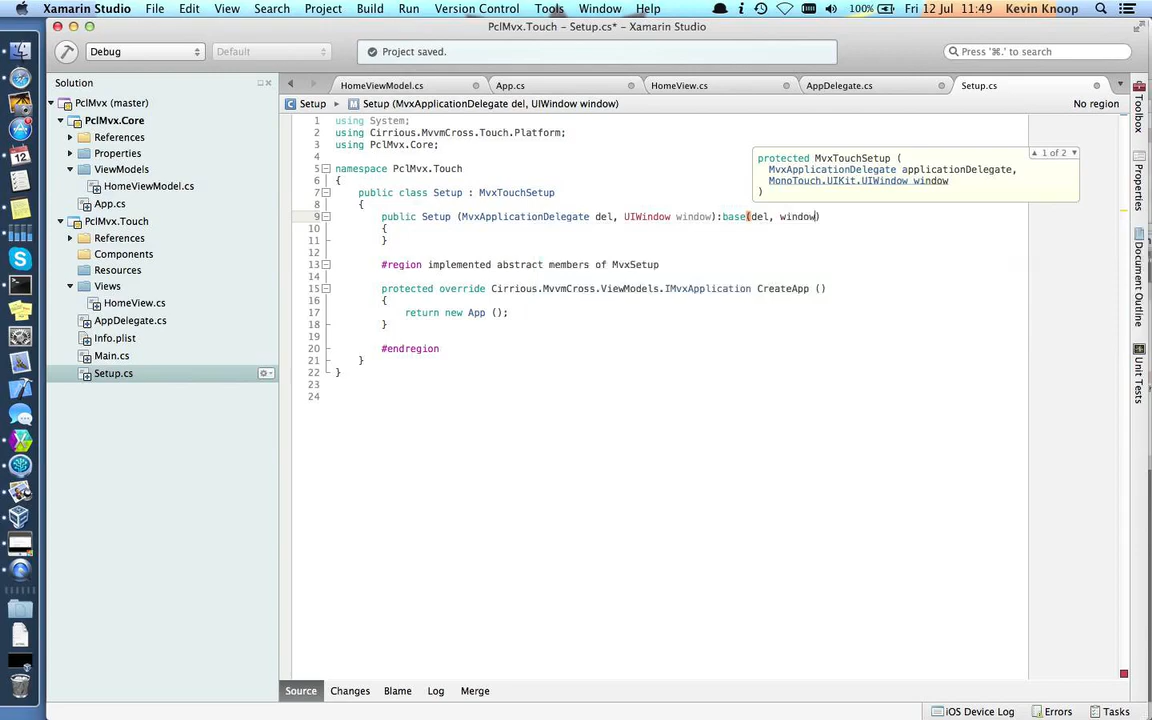 Xamarin Studio File Edit View Search Project Build Run Version Control Tools Window Help 100% Fri 12 Jul 11:49 Kevin Knoop
PclMvx.Touch – Setup.cs* – Xamarin Studio
Debug Default Project saved. Press '⌘.' to search
Solution
HomeViewModel.cs App.cs HomeView.cs AppDelegate.cs Setup.cs
Setup Setup (MvxApplicationDelegate del, UIWindow window) No region
PclMvx (master)
PclMvx.Core
References
Properties
ViewModels
HomeViewModel.cs
App.cs
PclMvx.Touch
References
Components
Resources
Views
HomeView.cs
AppDelegate.cs
Info.plist
Main.cs
Setup.cs
1 using System;
2 using Cirrious.MvvmCross.Touch.Platform;
3 using PclMvx.Core;
4
5 namespace PclMvx.Touch
6 {
7 public class Setup : MvxTouchSetup
8 {
9 public Setup (MvxApplicationDelegate del, UIWindow window):base(del, window)
10 {
11 }
12
13 #region implemented abstract members of MvxSetup
14
15 protected override Cirrious.MvvmCross.ViewModels.IMvxApplication CreateApp ()
16 {
17 return new App ();
18 }
19
20 #endregion
21 }
22 }
23
24
1 of 2
protected MvxTouchSetup (
MvxApplicationDelegate applicationDelegate,
MonoTouch.UIKit.UIWindow window
)
Toolbox
Properties
Document Outline
Unit Tests
Source Changes Blame Log Merge
iOS Device Log Errors Tasks